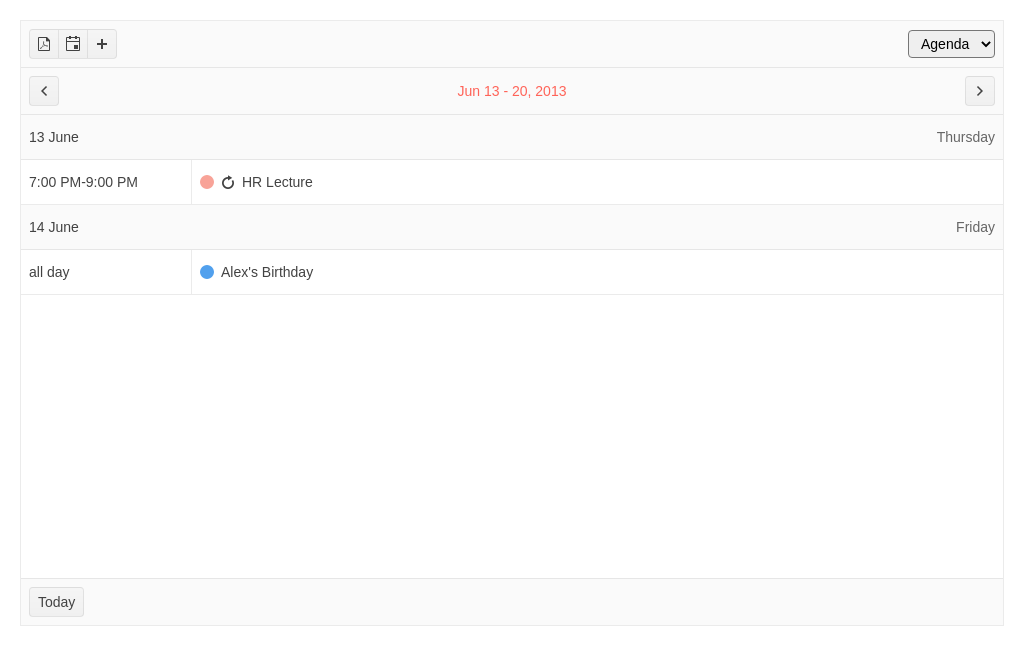 Agenda
Jun 13 - 20, 2013
13 June Thursday
7:00 PM-9:00 PM HR Lecture
14 June Friday
all day Alex's Birthday
Today